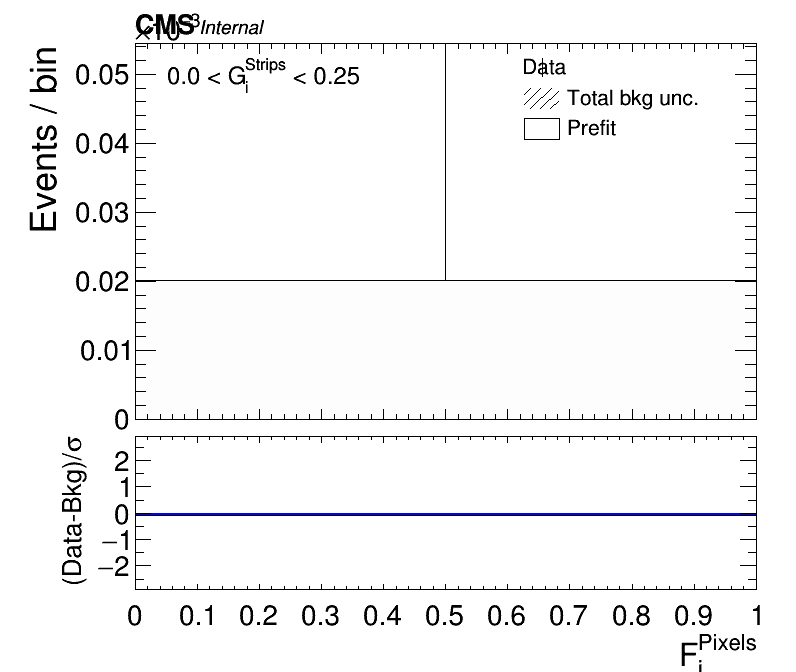 CMS Internal
×10⁻³
0.0 < G_i^Strips < 0.25
Data
Total bkg unc.
Prefit
Events / bin
0.05
0.04
0.03
0.02
0.01
0
(Data-Bkg)/σ
2
1
0
−1
−2
0 0.1 0.2 0.3 0.4 0.5 0.6 0.7 0.8 0.9 1
F_i^Pixels